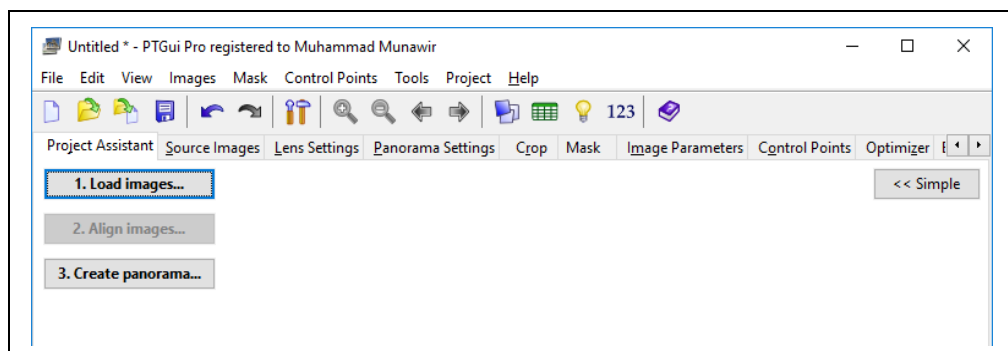 Untitled * - PTGui Pro registered to Muhammad Munawir
File Edit View Images Mask Control Points Tools Project Help
123
Project Assistant Source Images Lens Settings Panorama Settings Crop Mask Image Parameters Control Points Optimizer
1. Load images... << Simple
2. Align images...
3. Create panorama...